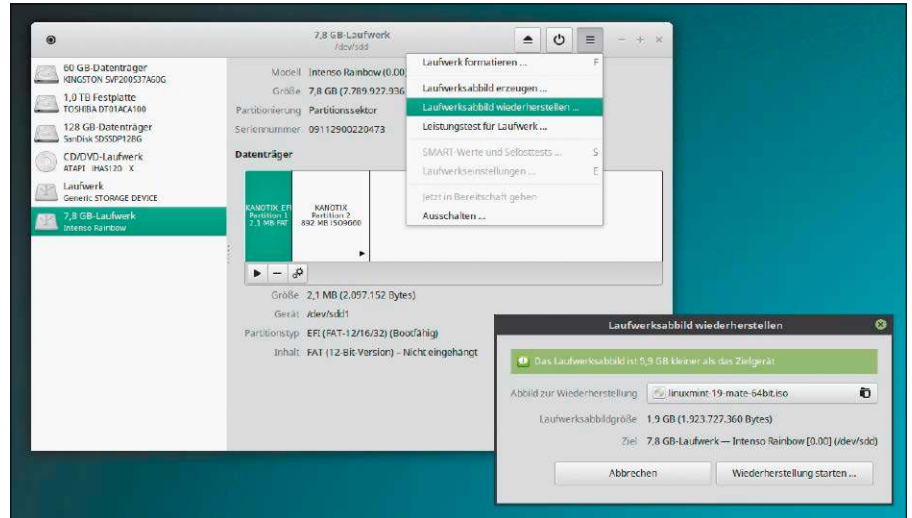 7,8 GB-Laufwerk
/dev/sdd
60 GB-Datenträger
KINGSTON SVP200S37A60G
1,0 TB Festplatte
TOSHIBA DT01ACA100
128 GB-Datenträger
SanDisk SDSSDP128G
CD/DVD-Laufwerk
ATAPI iHAS120 X
Laufwerk
Generic STORAGE DEVICE
7,8 GB-Laufwerk
Intenso Rainbow
Modell Intenso Rainbow (0.00)
Größe 7,8 GB (7.789.927.936
Partitionierung Partitionssektor
Seriennummer 09112900220473
Datenträger
KANOTIX_EFI
Partition 1
2,1 MB FAT
KANOTIX
Partition 2
892 MB ISO9660
Größe 2,1 MB (2.097.152 Bytes)
Gerät /dev/sdd1
Partitionstyp EFI (FAT-12/16/32) (Bootfähig)
Inhalt FAT (12-Bit-Version) – Nicht eingehängt
Laufwerk formatieren ... F
Laufwerksabbild erzeugen ...
Laufwerksabbild wiederherstellen ...
Leistungstest für Laufwerk ...
SMART-Werte und Selbsttests ... S
Laufwerkseinstellungen ... E
Jetzt in Bereitschaft gehen
Ausschalten ...
Laufwerksabbild wiederherstellen
Das Laufwerksabbild ist 5,9 GB kleiner als das Zielgerät
Abbild zur Wiederherstellung linuxmint-19-mate-64bit.iso
Laufwerksabbildgröße 1,9 GB (1.923.727.360 Bytes)
Ziel 7,8 GB-Laufwerk — Intenso Rainbow [0.00] (/dev/sdd)
Abbrechen
Wiederherstellung starten ...